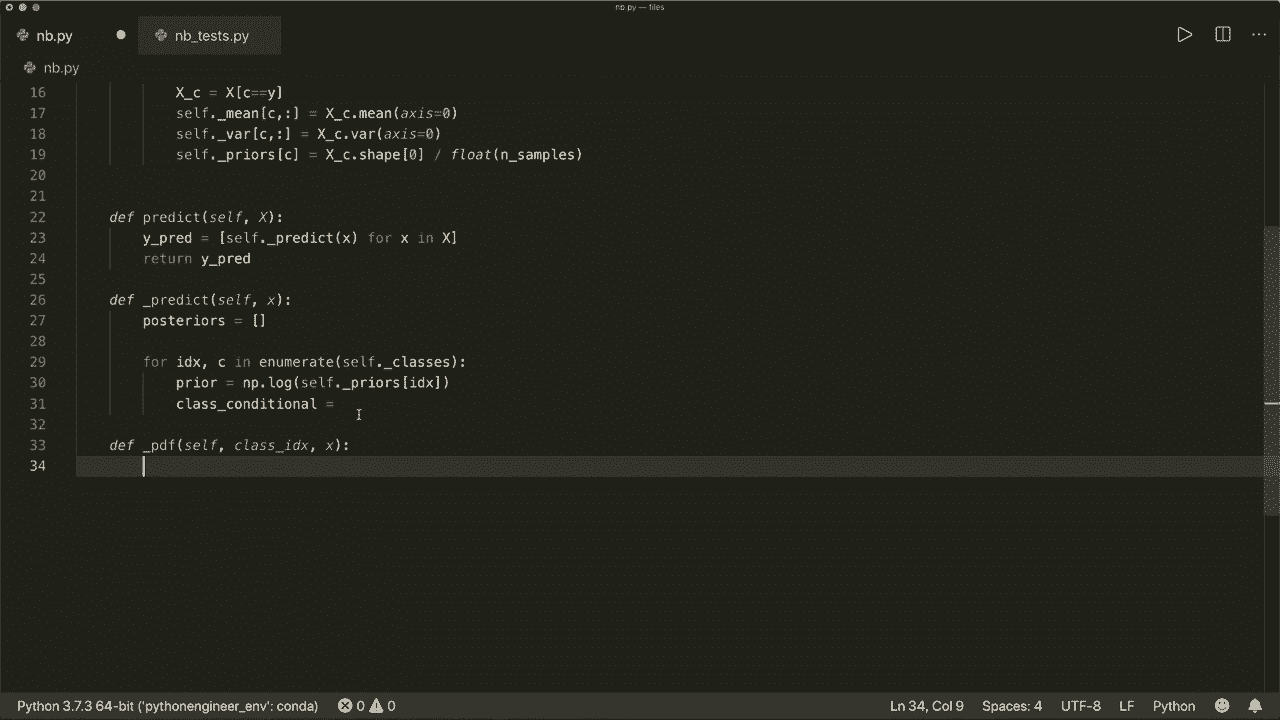 nb.py — files
nb.py
nb_tests.py
nb.py
16 X_c = X[c==y]
17 self._mean[c,:] = X_c.mean(axis=0)
18 self._var[c,:] = X_c.var(axis=0)
19 self._priors[c] = X_c.shape[0] / float(n_samples)
20
21
22 def predict(self, X):
23 y_pred = [self._predict(x) for x in X]
24 return y_pred
25
26 def _predict(self, x):
27 posteriors = []
28
29 for idx, c in enumerate(self._classes):
30 prior = np.log(self._priors[idx])
31 class_conditional =
32
33 def _pdf(self, class_idx, x):
34
Python 3.7.3 64-bit ('pythonengineer_env': conda) 0 0 Ln 34, Col 9 Spaces: 4 UTF-8 LF Python